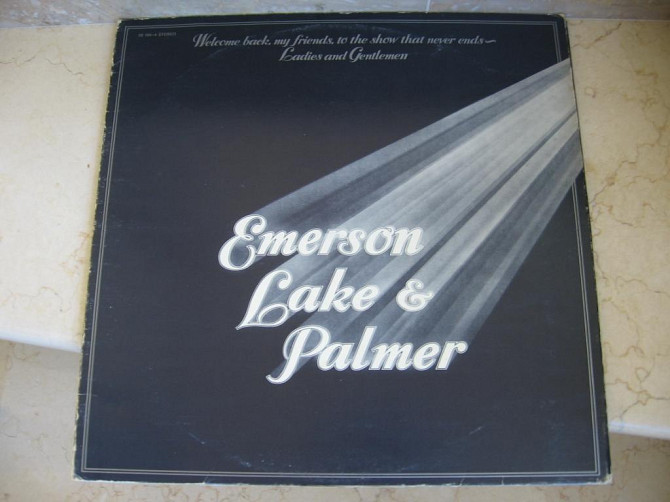 Welcome back, my friends, to the show that never ends~
Ladies and Gentlemen
Emerson
Lake &
Palmer